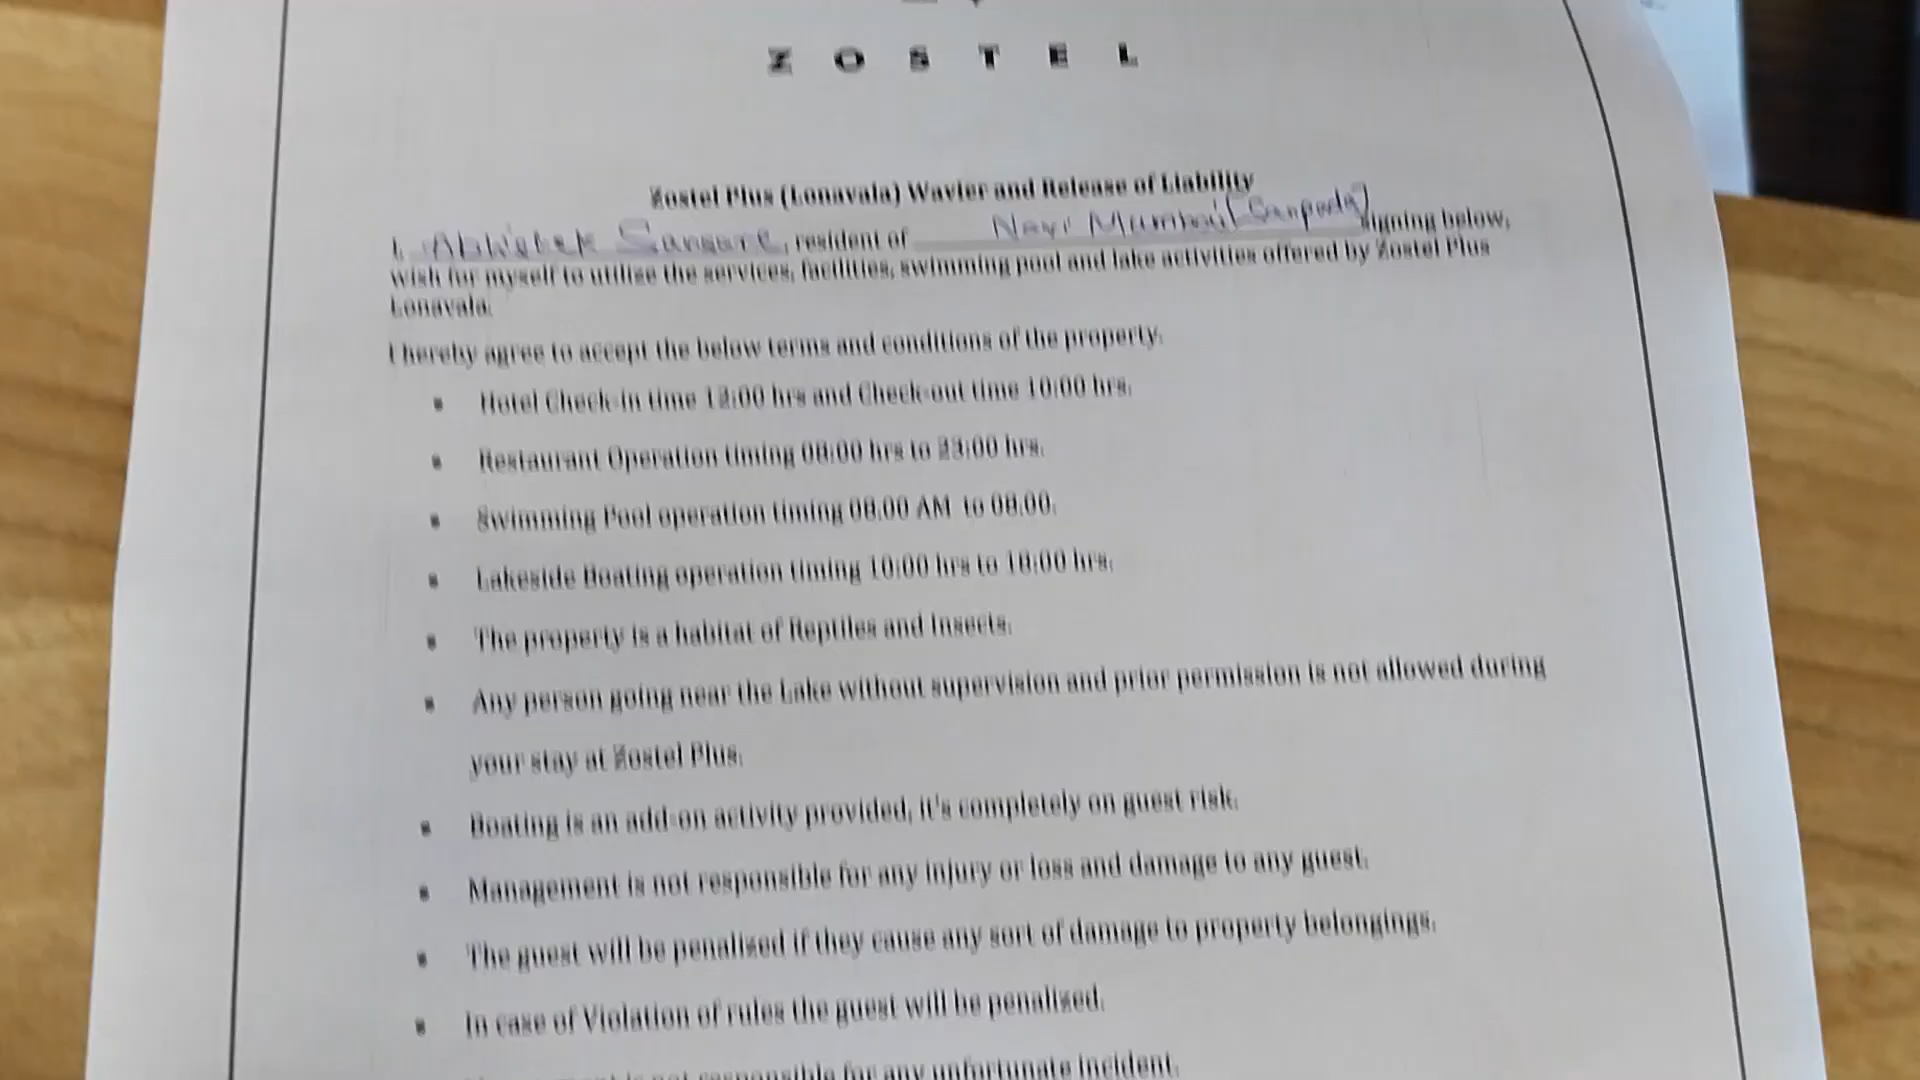 Z O S T E L
Zostel Plus (Lonavala) Wavier and Release of Liability
I, Abhishek Sansare, resident of Navi Mumbai (Sanpada) signing below,
wish for myself to utilise the services, facilities, swimming pool and lake activities offered by Zostel Plus
Lonavala.
I hereby agree to accept the below terms and conditions of the property.
Hotel Check-in time 12:00 hrs and Check-out time 10:00 hrs.
Restaurant Operation timing 08:00 hrs to 23:00 hrs.
Swimming Pool operation timing 08.00 AM to 08.00.
Lakeside Boating operation timing 10:00 hrs to 18:00 hrs.
The property is a habitat of Reptiles and Insects.
Any person going near the Lake without supervision and prior permission is not allowed during
your stay at Zostel Plus.
Boating is an add-on activity provided, it's completely on guest risk.
Management is not responsible for any injury or loss and damage to any guest.
The guest will be penalised if they cause any sort of damage to property belongings.
In case of Violation of rules the guest will be penalized.
is not responsible for any unfortunate incident.